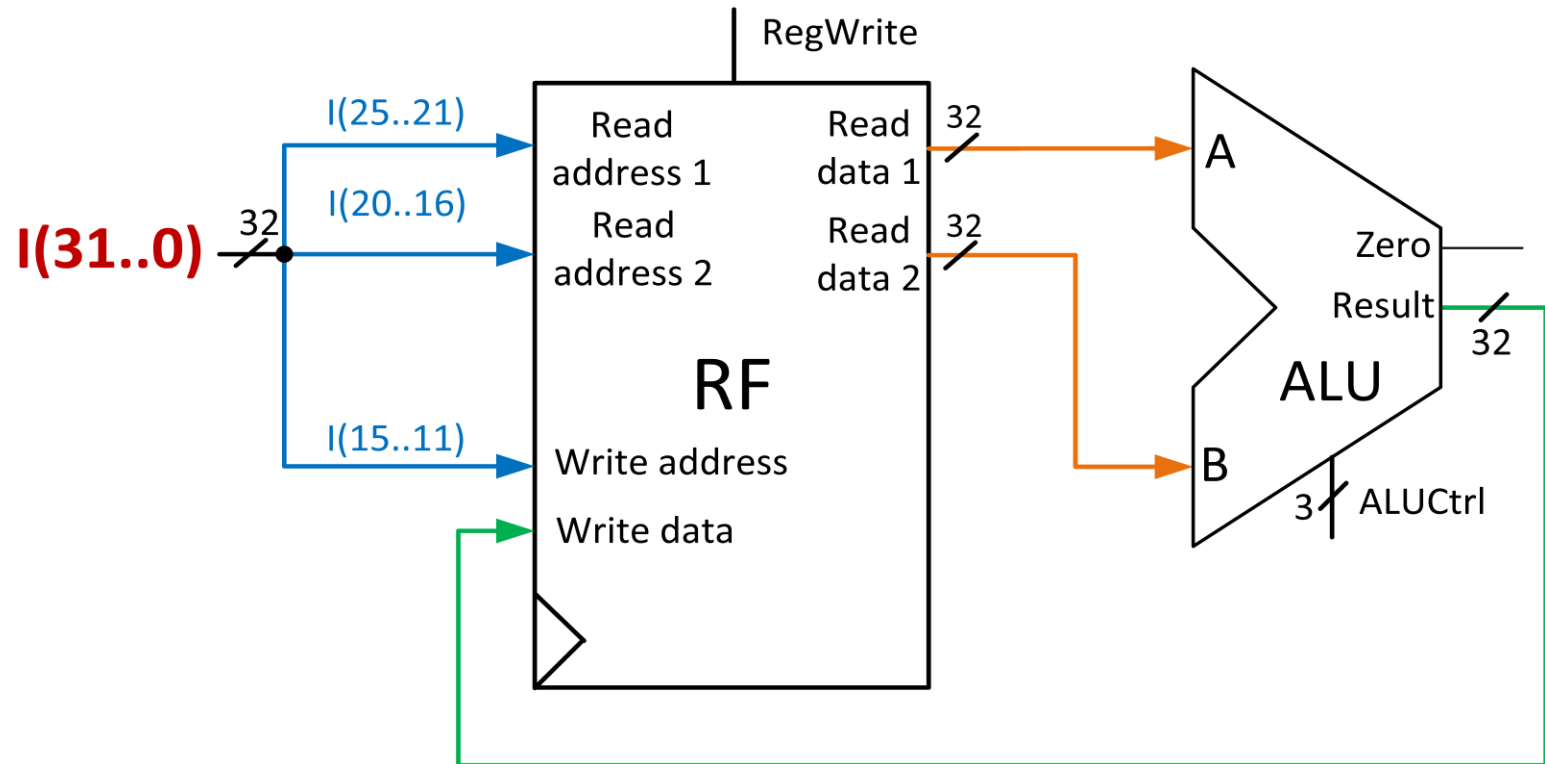 RegWrite
I(25..21)
Read
address 1
Read
data 1
32
A
I(20..16)
I(31..0)
32
Read
address 2
Read
data 2
32
Zero
Result
32
RF
ALU
I(15..11)
Write address
B
3
ALUCtrl
Write data